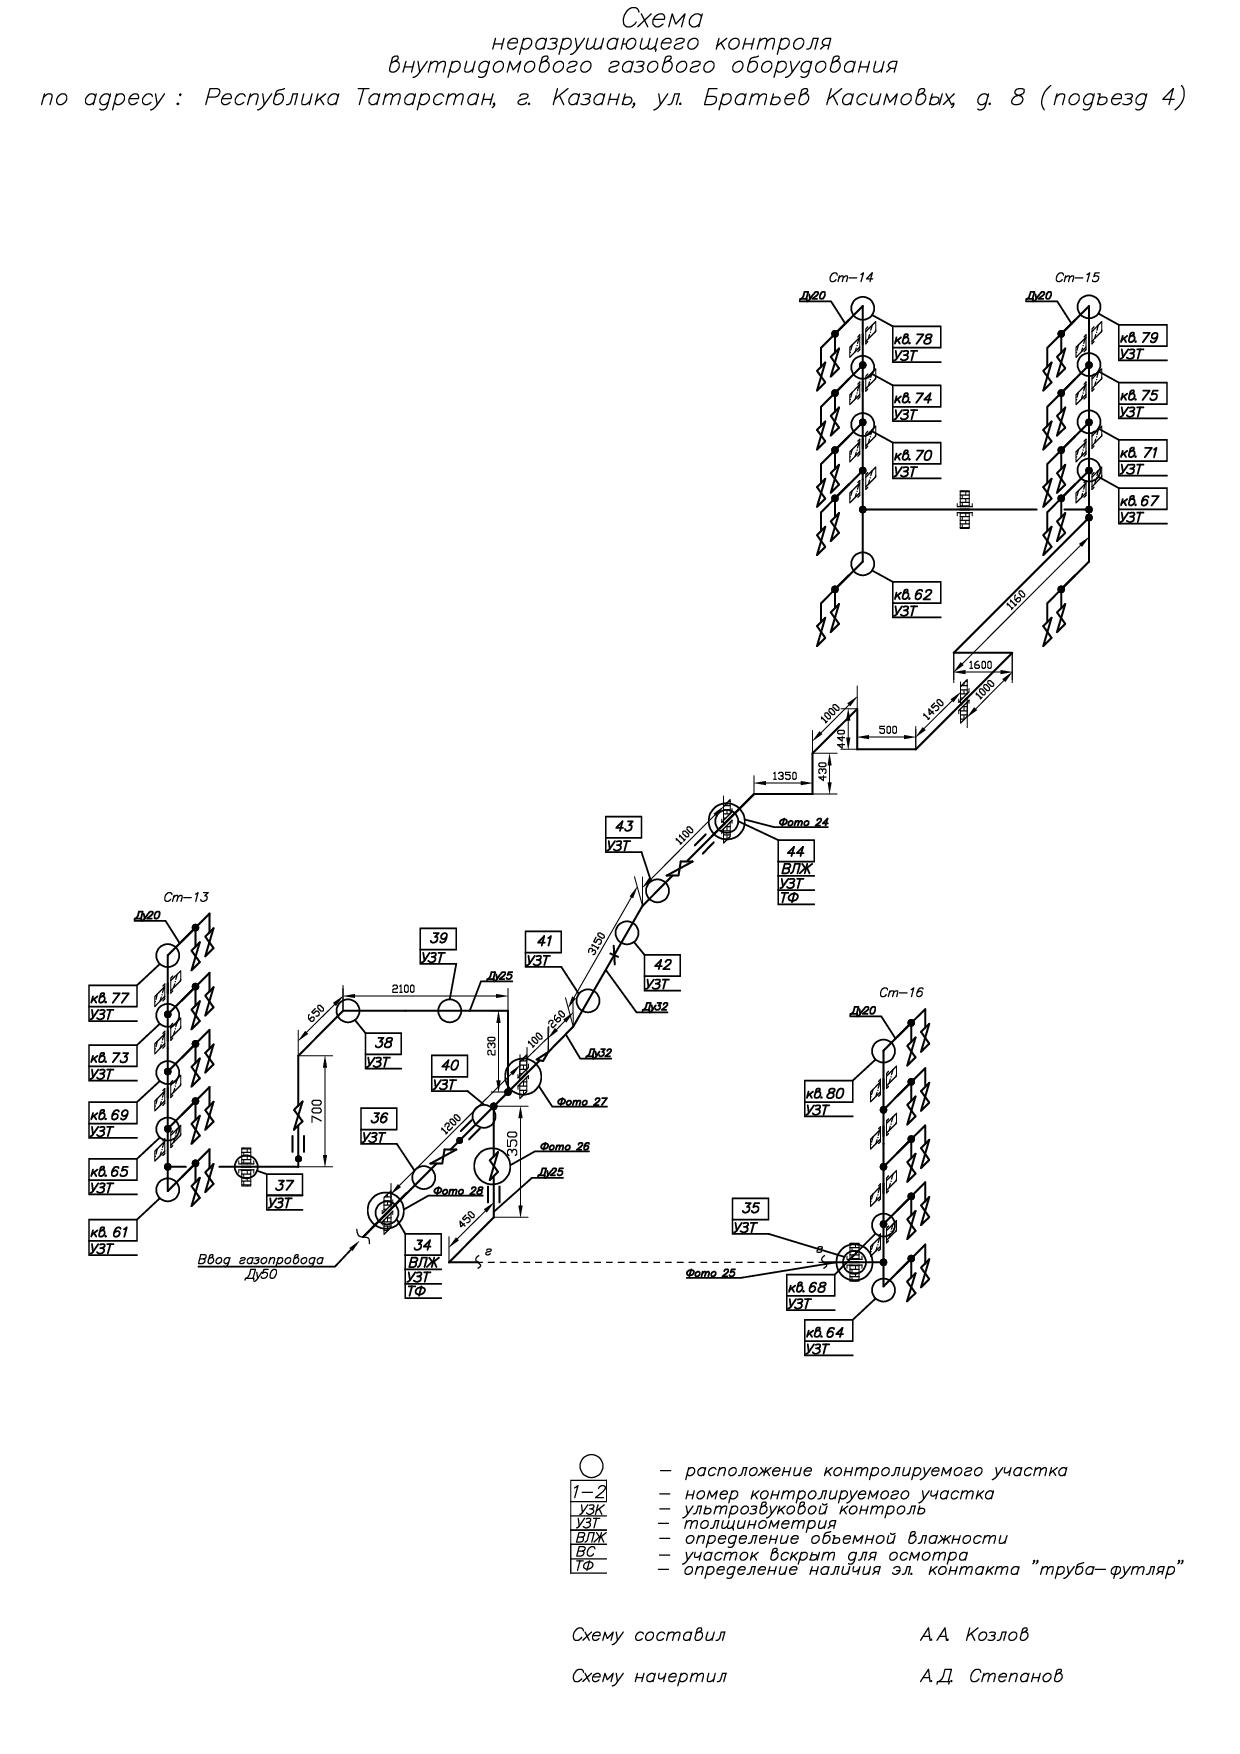 Схема
неразрушающего контроля
внутридомового газового оборудования
по адресу : Республика Татарстан, г. Казань, ул. Братьев Касимовых, д. 8 (подъезд 4)
Ст-14
Ст-15
Ду20
Ду20
кв. 78
УЗТ
кв. 79
УЗТ
кв. 74
УЗТ
кв. 75
УЗТ
кв. 70
УЗТ
кв. 71
УЗТ
кв. 67
УЗТ
кв. 62
УЗТ
1160
1600
1000
1450
1000
440
500
430
1350
43
УЗТ
1100
Фото 24
44
ВЛЖ
УЗТ
ТФ
Ст-13
Ду20
39
УЗТ
41
УЗТ
3150
42
УЗТ
Ду25
Ду32
Ст-16
Ду20
кв. 77
УЗТ
2100
650
260
100
230
38
УЗТ
Ду32
кв. 73
УЗТ
40
УЗТ
кв. 80
УЗТ
Фото 27
кв. 69
УЗТ
700
36
УЗТ
1200
350
Фото 26
кв. 65
УЗТ
37
УЗТ
Ду25
Фото 28
450
35
УЗТ
кв. 61
УЗТ
34
ВЛЖ
УЗТ
ТФ
г
г
Ввод газопровода
Ду50
Фото 25
кв. 68
УЗТ
кв. 64
УЗТ
— расположение контролируемого участка
1-2 — номер контролируемого участка
УЗК — ультрозвуковой контроль
УЗТ — толщинометрия
ВЛЖ — определение объемной влажности
ВС — участок вскрыт для осмотра
ТФ — определение наличия эл. контакта "труба-футляр"
Схему составил А.А. Козлов
Схему начертил А.Д. Степанов